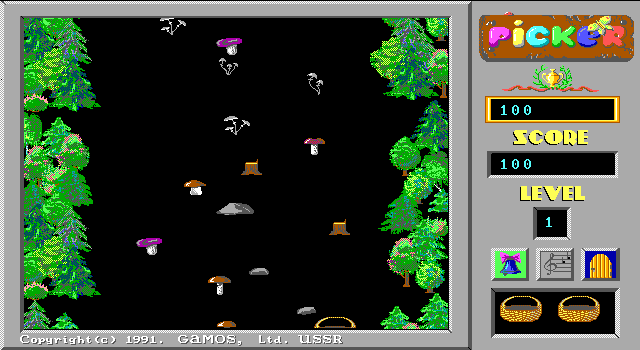 PiCKER
100
SCORE
100
LEVEL
1
Copyright(c) 1991. GAMOS, Ltd. USSR